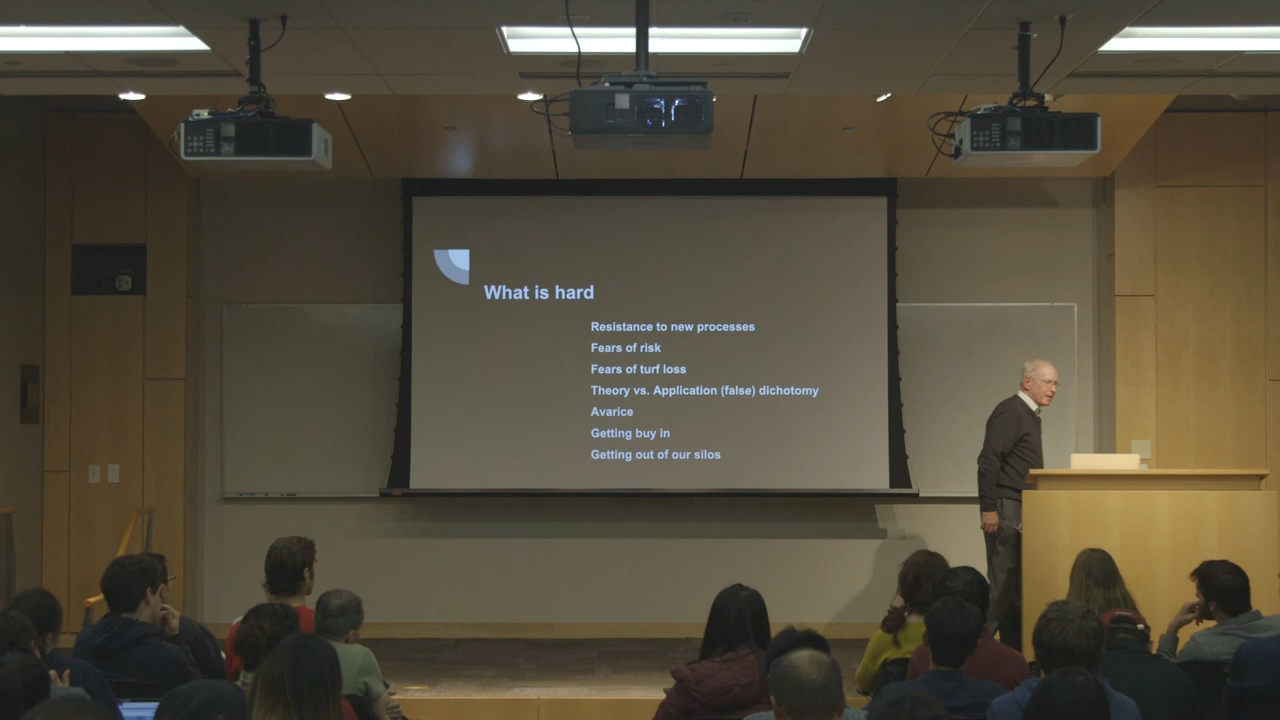 What is hard
Resistance to new processes
Fears of risk
Fears of turf loss
Theory vs. Application (false) dichotomy
Avarice
Getting buy in
Getting out of our silos